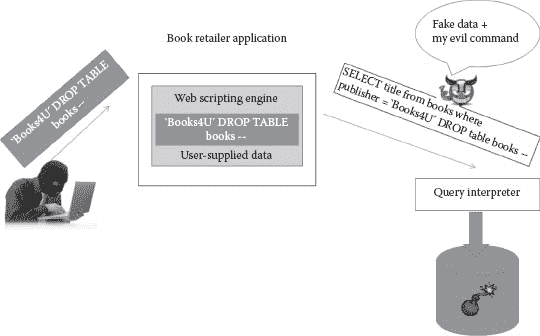 Book retailer application
Fake data +
my evil command
‘Books4U’ DROP TABLE
books --
Web scripting engine
‘Books4U’ DROP TABLE
books --
User-supplied data
SELECT title from books where
publisher = ‘Books4U’ DROP table books --
Query interpreter